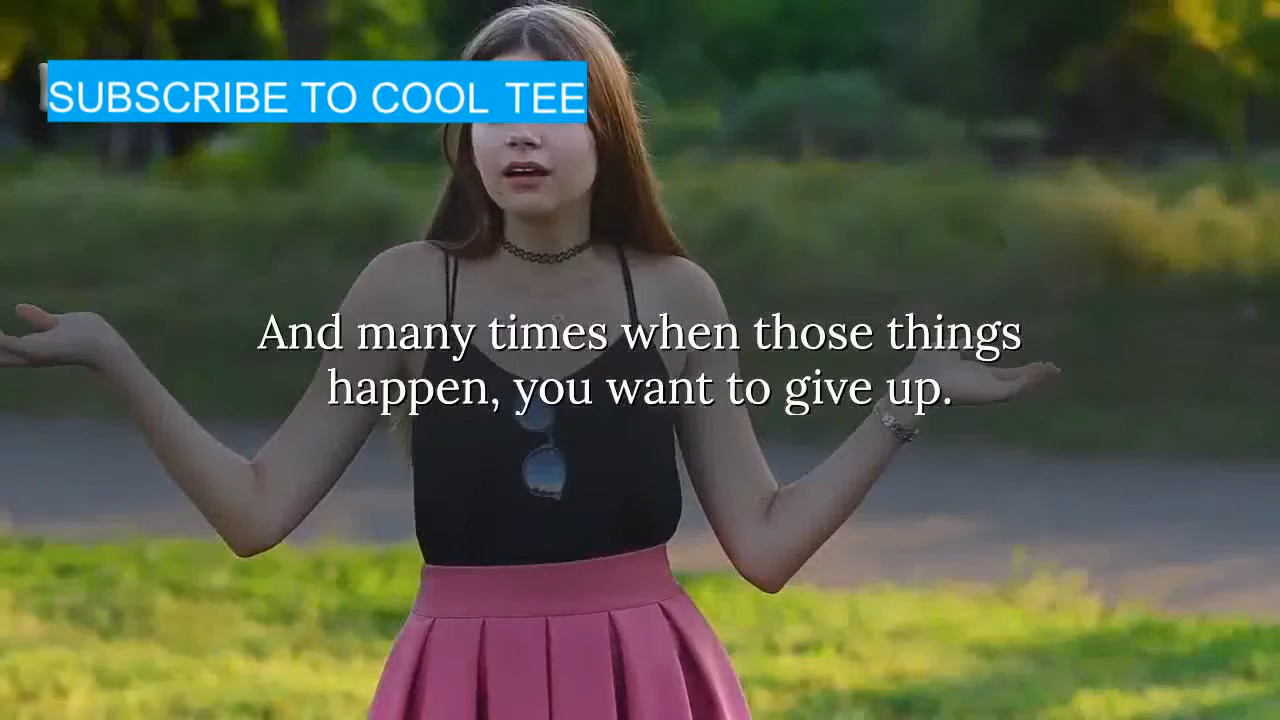 SUBSCRIBE TO COOL TEE
And many times when those things
happen, you want to give up.